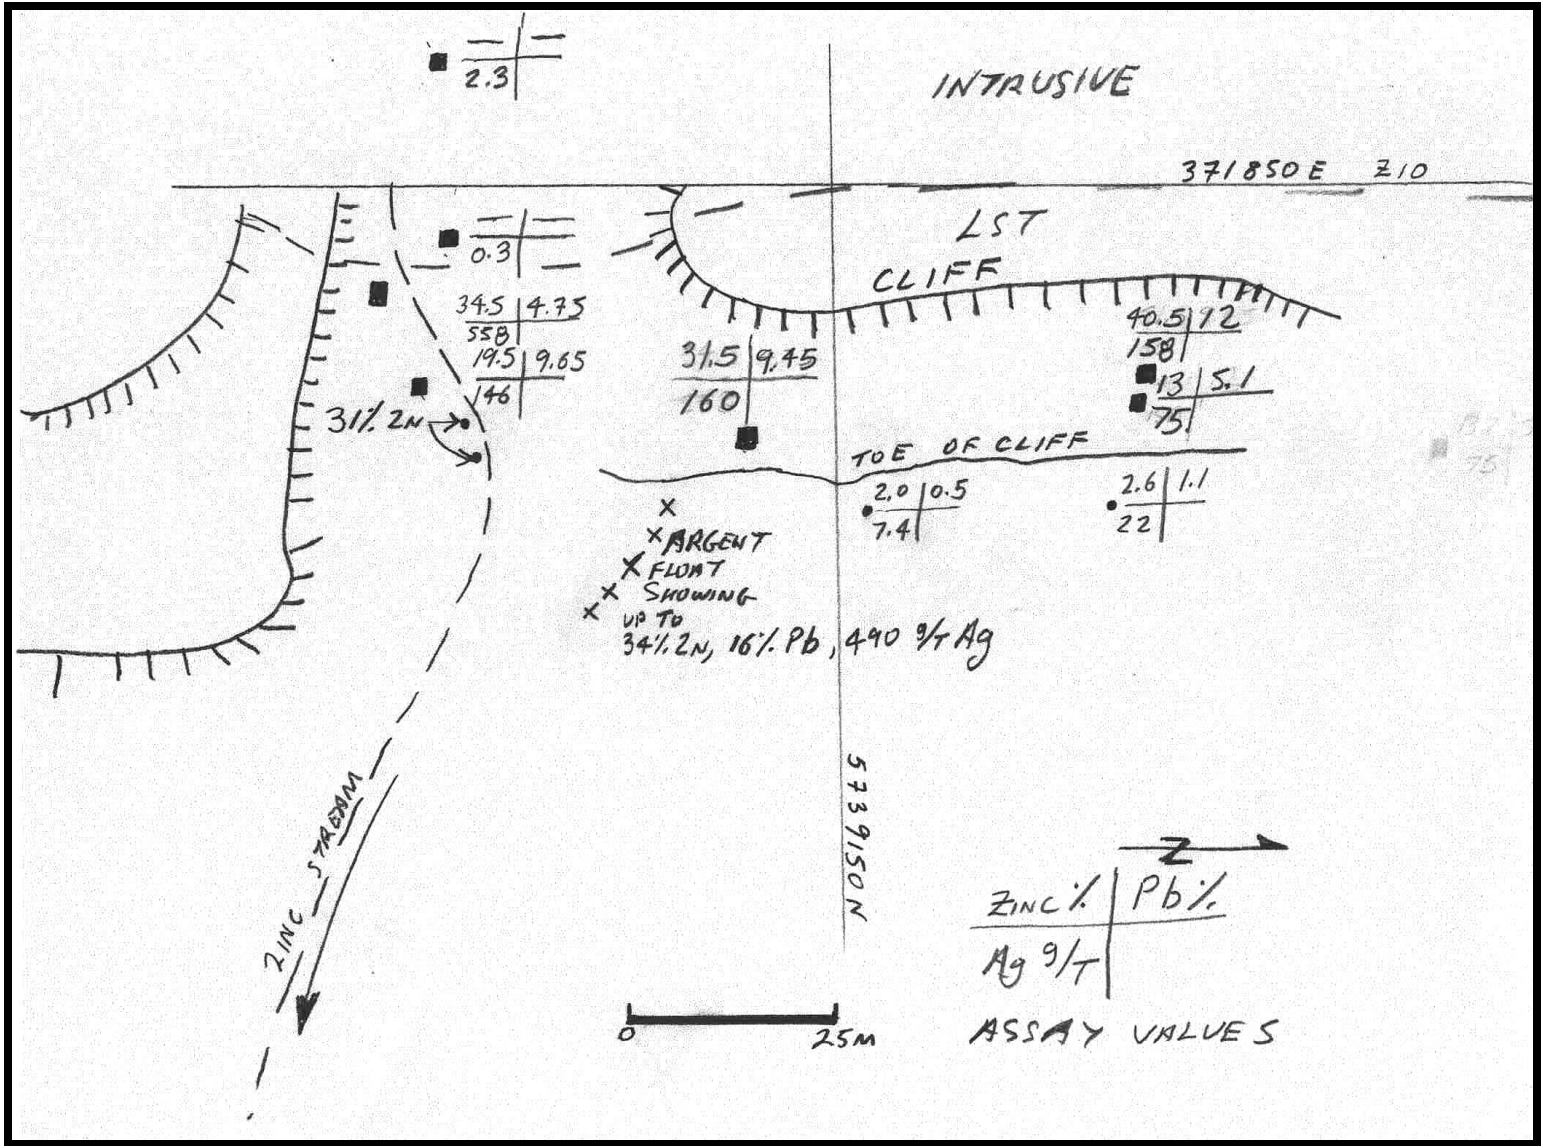 — | —
2.3
INTRUSIVE
371850 E Z10
— | —
0.3
LST
CLIFF
34.5 | 4.75
558
19.5 | 9.65
146
31% ZN
31.5 | 9.45
160
40.5 | 12
158
13 | 5.1
75
TOE OF CLIFF
2.0 | 0.5
7.4
2.6 | 1.1
22
ARGENT
FLOAT
SHOWING
UP TO
34% ZN, 16% Pb, 490 g/T Ag
5739150 N
ZINC STREAM
N
ZINC % | Pb %
Ag g/T
0 25M
ASSAY VALUES